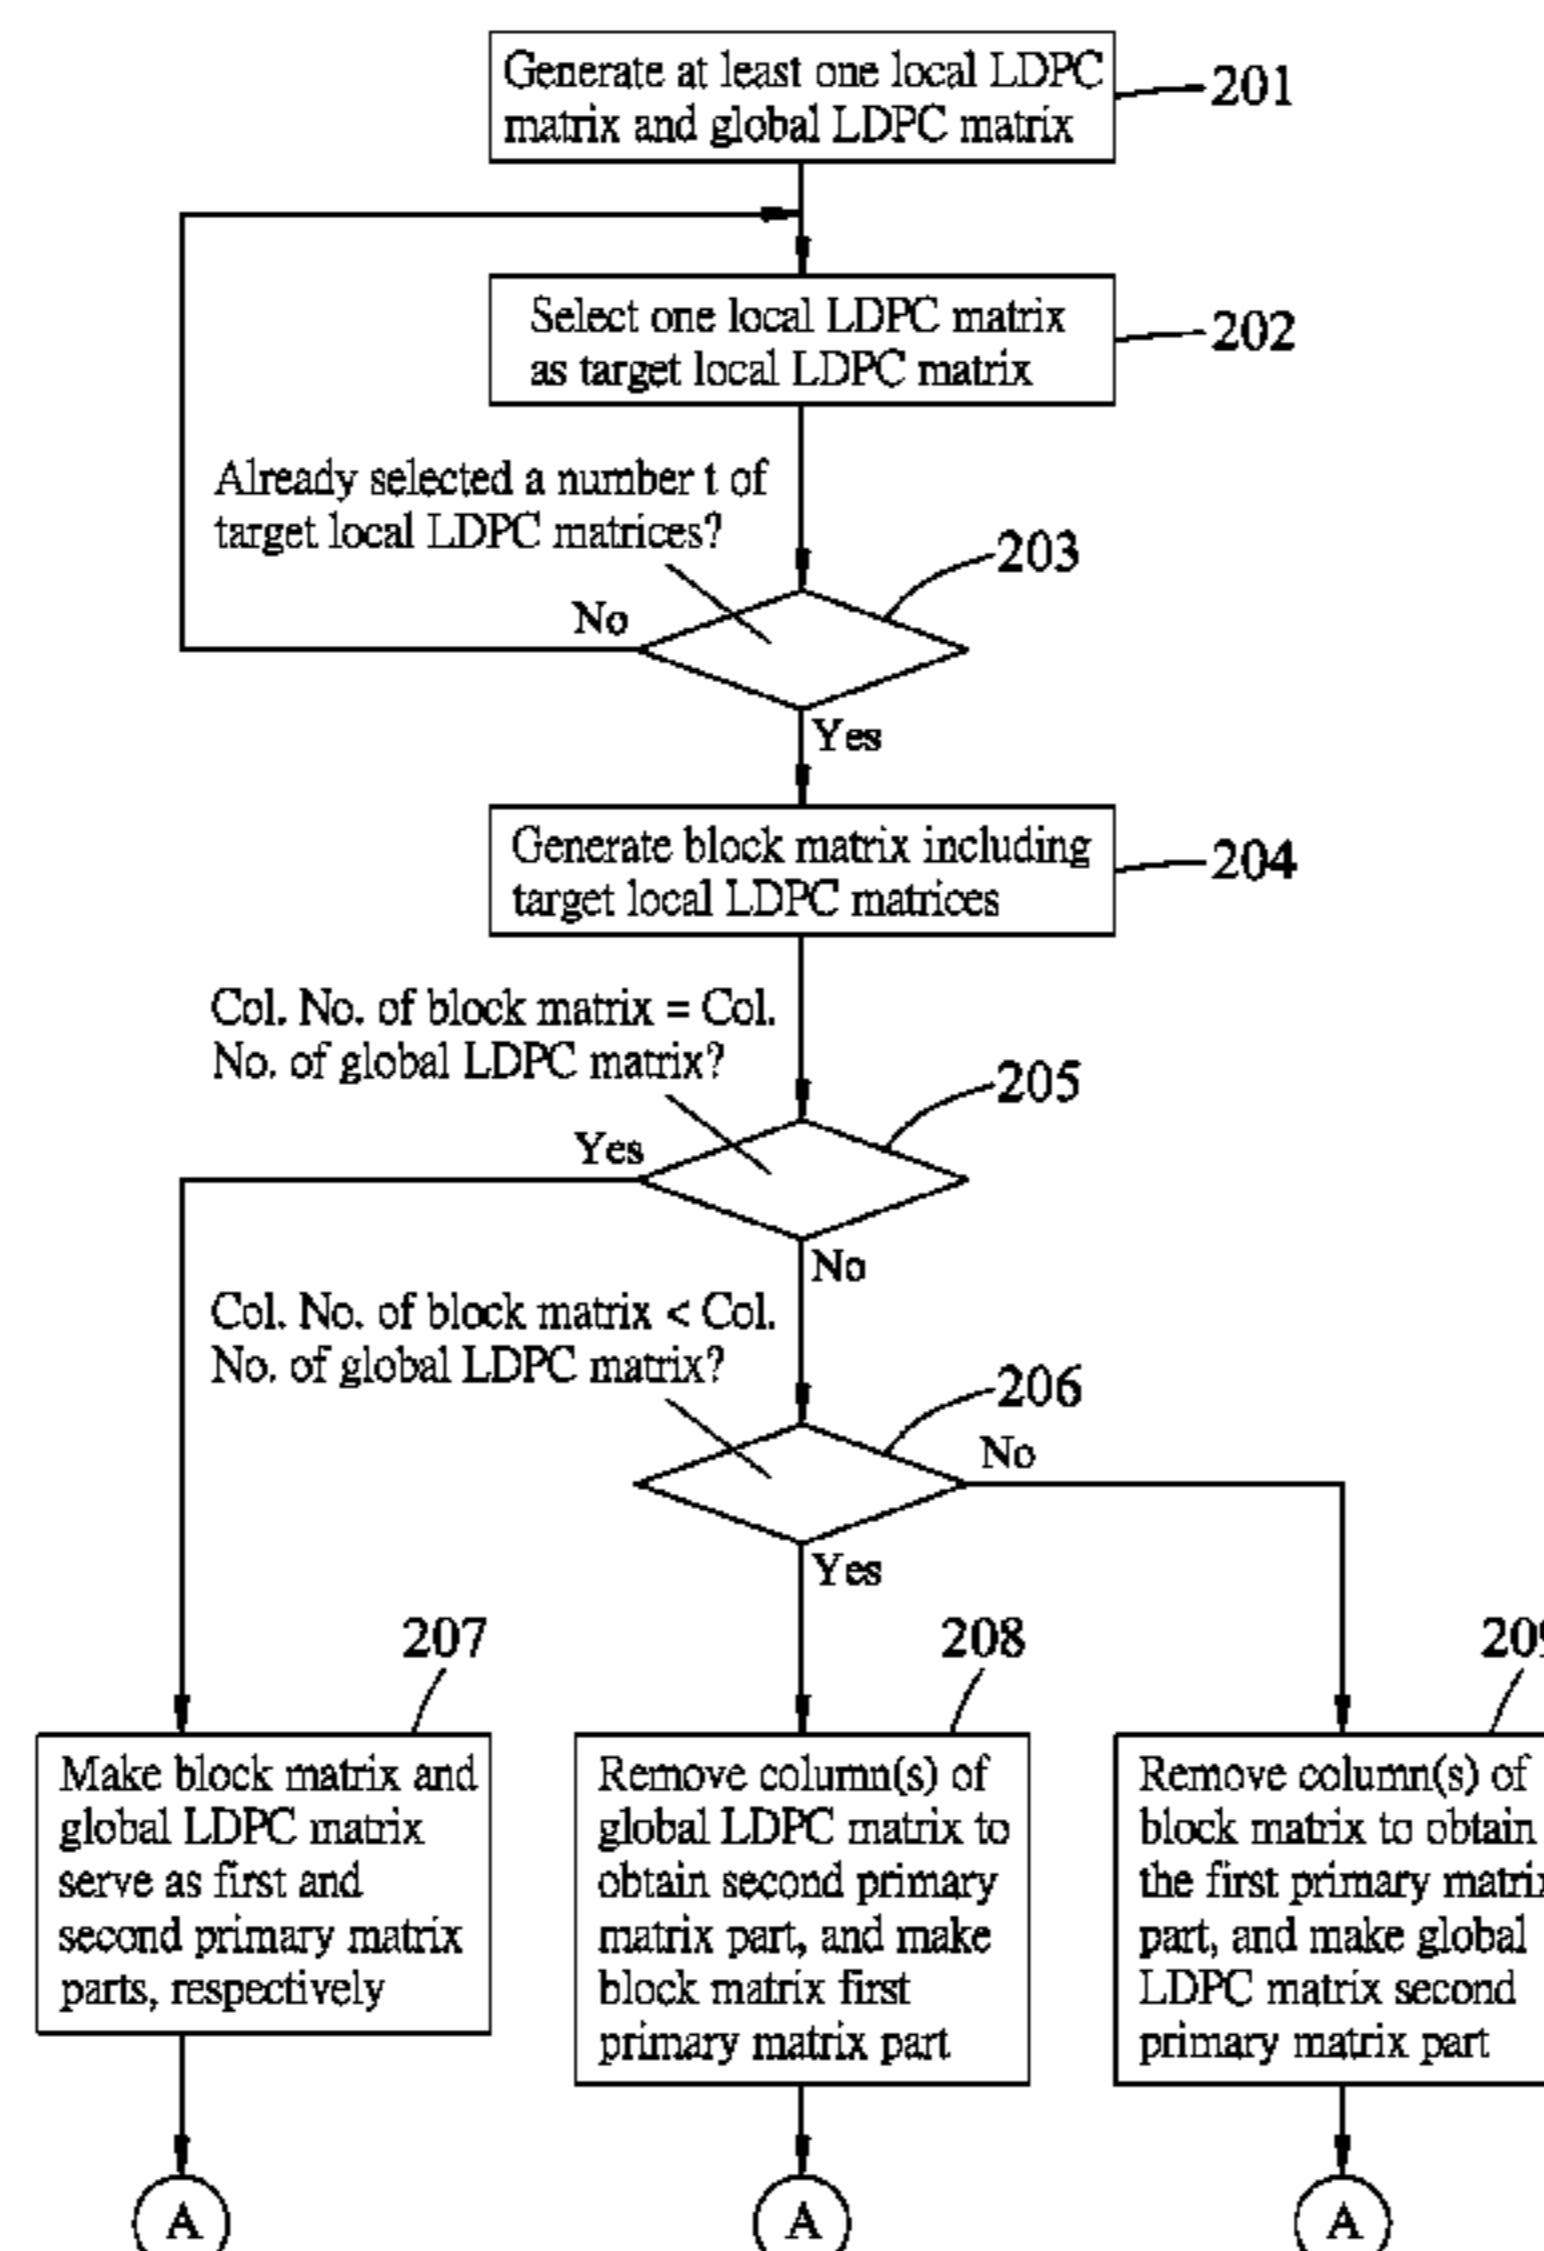 Generate at least one local LDPC
matrix and global LDPC matrix
201
Select one local LDPC matrix
as target local LDPC matrix
202
Already selected a number t of
target local LDPC matrices?
203
No
Yes
Generate block matrix including
target local LDPC matrices
204
Col. No. of block matrix = Col.
No. of global LDPC matrix?
205
Yes
No
Col. No. of block matrix < Col.
No. of global LDPC matrix?
206
No
Yes
207
Make block matrix and
global LDPC matrix
serve as first and
second primary matrix
parts, respectively
208
Remove column(s) of
global LDPC matrix to
obtain second primary
matrix part, and make
block matrix first
primary matrix part
209
Remove column(s) of
block matrix to obtain
the first primary matrix
part, and make global
LDPC matrix second
primary matrix part
A
A
A